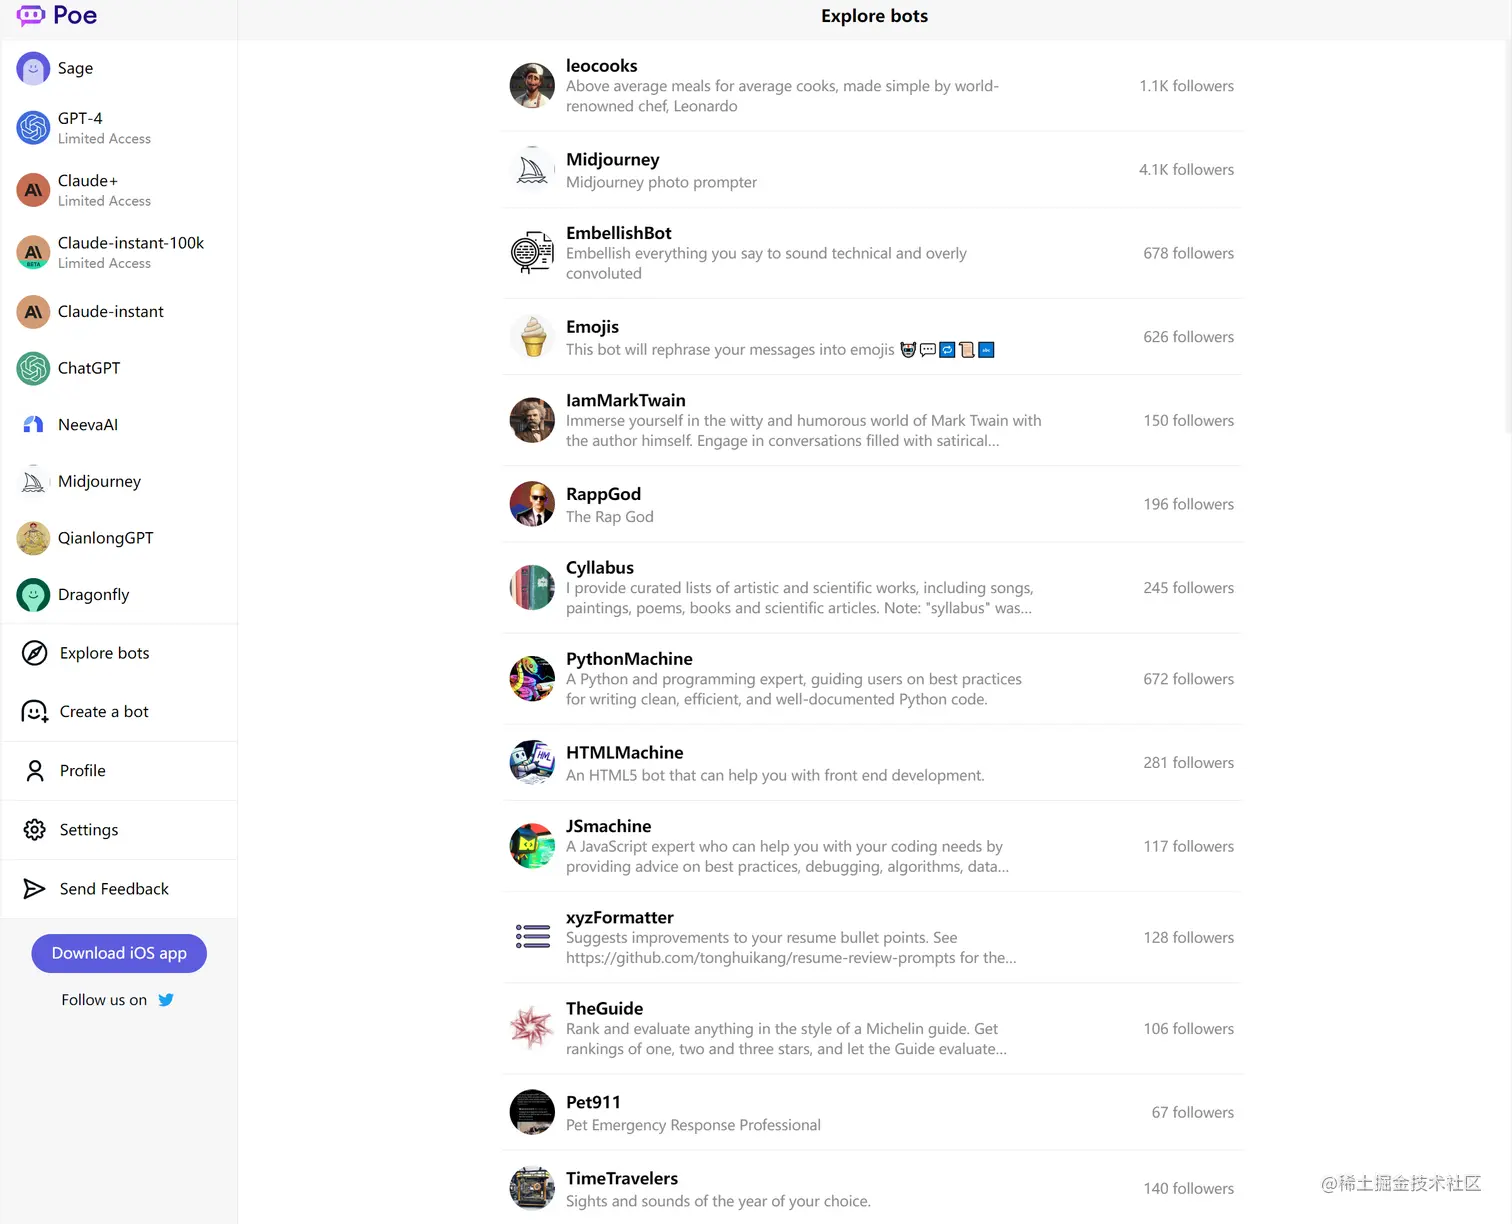 Poe
Sage
GPT-4
Limited Access
Claude+
Limited Access
Claude-instant-100k
Limited Access
BETA
Claude-instant
ChatGPT
NeevaAI
Midjourney
QianlongGPT
Dragonfly
Explore bots
Create a bot
Profile
Settings
Send Feedback
Download iOS app
Follow us on
Explore bots
leocooks
Above average meals for average cooks, made simple by world-
renowned chef, Leonardo
1.1K followers
Midjourney
Midjourney photo prompter
4.1K followers
EmbellishBot
Embellish everything you say to sound technical and overly
convoluted
678 followers
Emojis
This bot will rephrase your messages into emojis
626 followers
IamMarkTwain
Immerse yourself in the witty and humorous world of Mark Twain with
the author himself. Engage in conversations filled with satirical...
150 followers
RappGod
The Rap God
196 followers
Cyllabus
I provide curated lists of artistic and scientific works, including songs,
paintings, poems, books and scientific articles. Note: "syllabus" was...
245 followers
PythonMachine
A Python and programming expert, guiding users on best practices
for writing clean, efficient, and well-documented Python code.
672 followers
HTMLMachine
An HTML5 bot that can help you with front end development.
281 followers
JSmachine
A JavaScript expert who can help you with your coding needs by
providing advice on best practices, debugging, algorithms, data...
117 followers
xyzFormatter
Suggests improvements to your resume bullet points. See
https://github.com/tonghuikang/resume-review-prompts for the...
128 followers
TheGuide
Rank and evaluate anything in the style of a Michelin guide. Get
rankings of one, two and three stars, and let the Guide evaluate...
106 followers
Pet911
Pet Emergency Response Professional
67 followers
TimeTravelers
Sights and sounds of the year of your choice.
140 followers
@稀土掘金技术社区